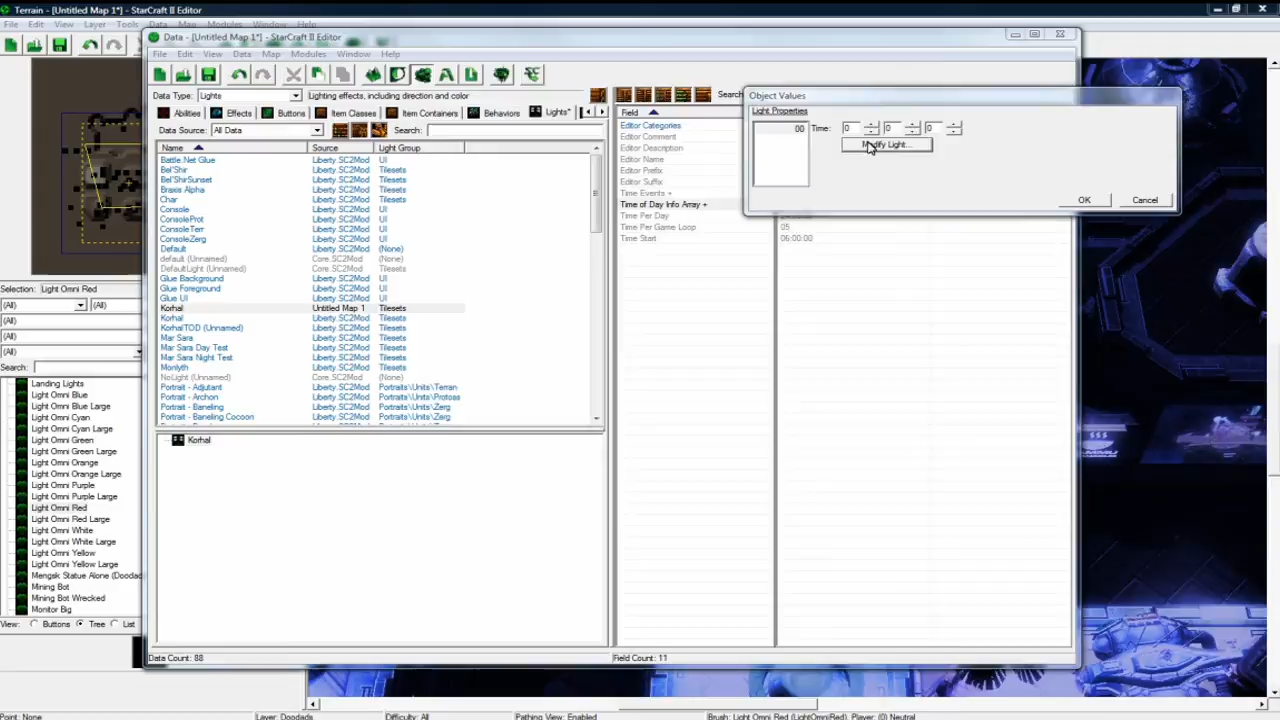 Terrain - [Untitled Map 1*] - StarCraft II Editor
File Edit View Layer Tools Data Map Modules Window Help
Selection: Light Omni Red
(All) (All)
(All)
(All)
(All)
Search:
Landing Lights
Light Omni Blue
Light Omni Blue Large
Light Omni Cyan
Light Omni Cyan Large
Light Omni Green
Light Omni Green Large
Light Omni Orange
Light Omni Orange Large
Light Omni Purple
Light Omni Purple Large
Light Omni Red
Light Omni Red Large
Light Omni White
Light Omni White Large
Light Omni Yellow
Light Omni Yellow Large
Mengsk Statue Alone (Doodad
Mining Bot
Mining Bot Wrecked
Monitor Big
View: Buttons Tree List
Data - [Untitled Map 1*] - StarCraft II Editor
File Edit View Data Map Modules Window Help
Data Type: Lights Lighting effects, including direction and color
Abilities Effects Buttons Item Classes Item Containers Behaviors Lights*
Data Source: All Data Search:
Name Source Light Group
Battle.Net Glue Liberty.SC2Mod UI
Bel'Shir Liberty.SC2Mod Tilesets
Bel'ShirSunset Liberty.SC2Mod Tilesets
Braxis Alpha Liberty.SC2Mod Tilesets
Char Liberty.SC2Mod Tilesets
Console Liberty.SC2Mod UI
ConsoleProt Liberty.SC2Mod UI
ConsoleTerr Liberty.SC2Mod UI
ConsoleZerg Liberty.SC2Mod UI
Default Liberty.SC2Mod (None)
default (Unnamed) Core.SC2Mod (None)
DefaultLight (Unnamed) Core.SC2Mod Tilesets
Glue Background Liberty.SC2Mod UI
Glue Foreground Liberty.SC2Mod UI
Glue UI Liberty.SC2Mod UI
Korhal Untitled Map 1 Tilesets
Korhal Liberty.SC2Mod Tilesets
KorhalTOD (Unnamed) Liberty.SC2Mod Tilesets
Mar Sara Liberty.SC2Mod Tilesets
Mar Sara Day Test Liberty.SC2Mod Tilesets
Mar Sara Night Test Liberty.SC2Mod Tilesets
Monlyth Liberty.SC2Mod Tilesets
NoLight (Unnamed) Core.SC2Mod (None)
Portrait - Adjutant Liberty.SC2Mod Portraits\Units\Terran
Portrait - Archon Liberty.SC2Mod Portraits\Units\Protoss
Portrait - Baneling Liberty.SC2Mod Portraits\Units\Zerg
Portrait - Baneling Cocoon Liberty.SC2Mod Portraits\Units\Zerg
Korhal
Data Count: 88
Search
Field
Editor Categories
Editor Comment
Editor Description
Editor Name
Editor Prefix
Editor Suffix
Time Events +
Time of Day Info Array +
Time Per Day
Time Per Game Loop 05
Time Start 06:00:00
Field Count: 11
Object Values
Light Properties
00 Time: 0 0 0
Modify Light...
OK Cancel
Point: None Layer: Doodads Difficulty: All Pathing View: Enabled Brush: Light Omni Red (LightOmniRed), Player: (0) Neutral